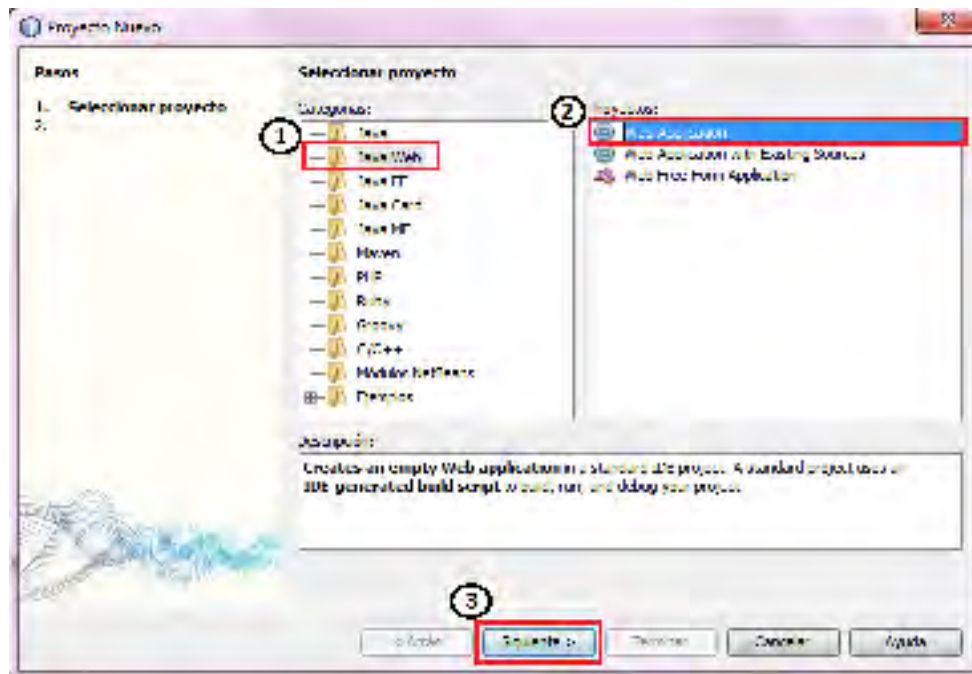 Proyecto Nuevo
Pasos
1. Seleccionar proyecto
2.
Seleccionar proyecto
Categorías:
1
Java
Java Web
Java EE
Java Card
Java ME
Maven
PHP
Ruby
Groovy
C/C++
Módulos NetBeans
Ejemplos
2
Proyectos:
Web Application
Web Application with Existing Sources
Web Free-Form Application
Descripción:
Creates an empty Web application in a standard IDE project. A standard project uses an
IDE-generated build script to build, run, and debug your project.
3
< Atrás
Siguiente >
Terminar
Cancelar
Ayuda